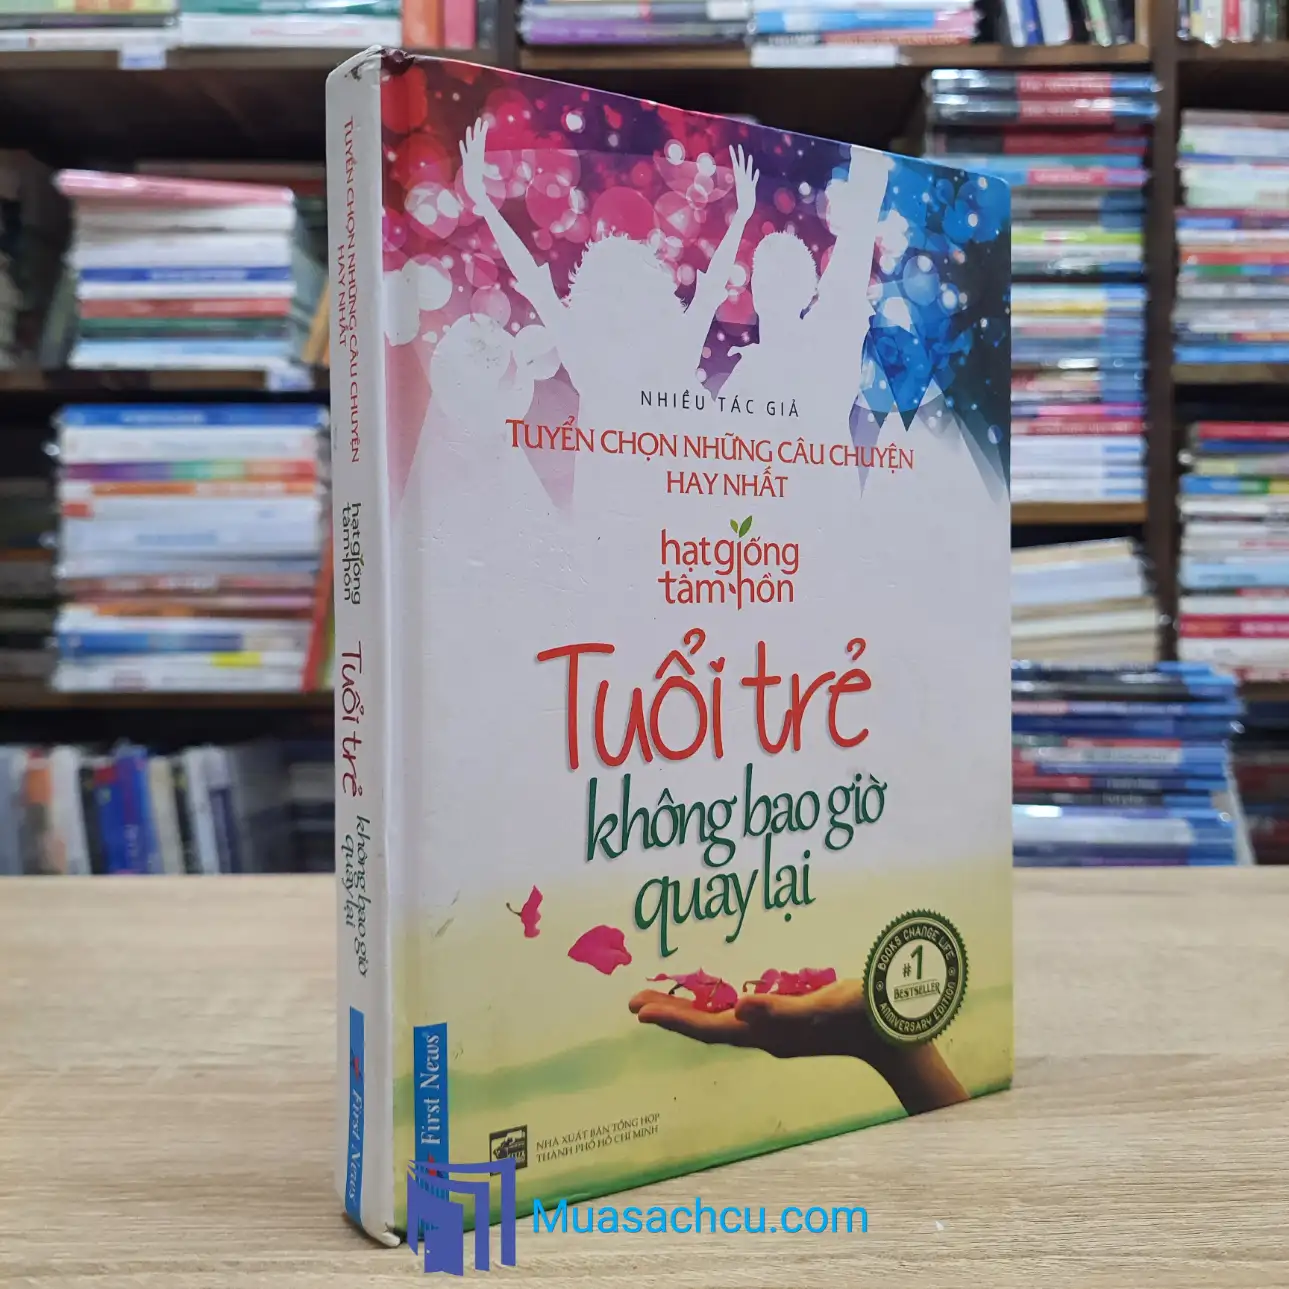 TUYỂN CHỌN NHỮNG CÂU CHUYỆN
HAY NHẤT
hạt giống
tâm hồn
Tuổi trẻ
không bao giờ
quay lại
First News
NHIỀU TÁC GIẢ
TUYỂN CHỌN NHỮNG CÂU CHUYỆN
HAY NHẤT
hạt giống
tâm hồn
Tuổi trẻ
không bao giờ
quay lại
BOOKS CHANGE LIFE
#1
BESTSELLER
ANNIVERSARY EDITION
First News
NHÀ XUẤT BẢN TỔNG HỢP
THÀNH PHỐ HỒ CHÍ MINH
Muasachcu.com